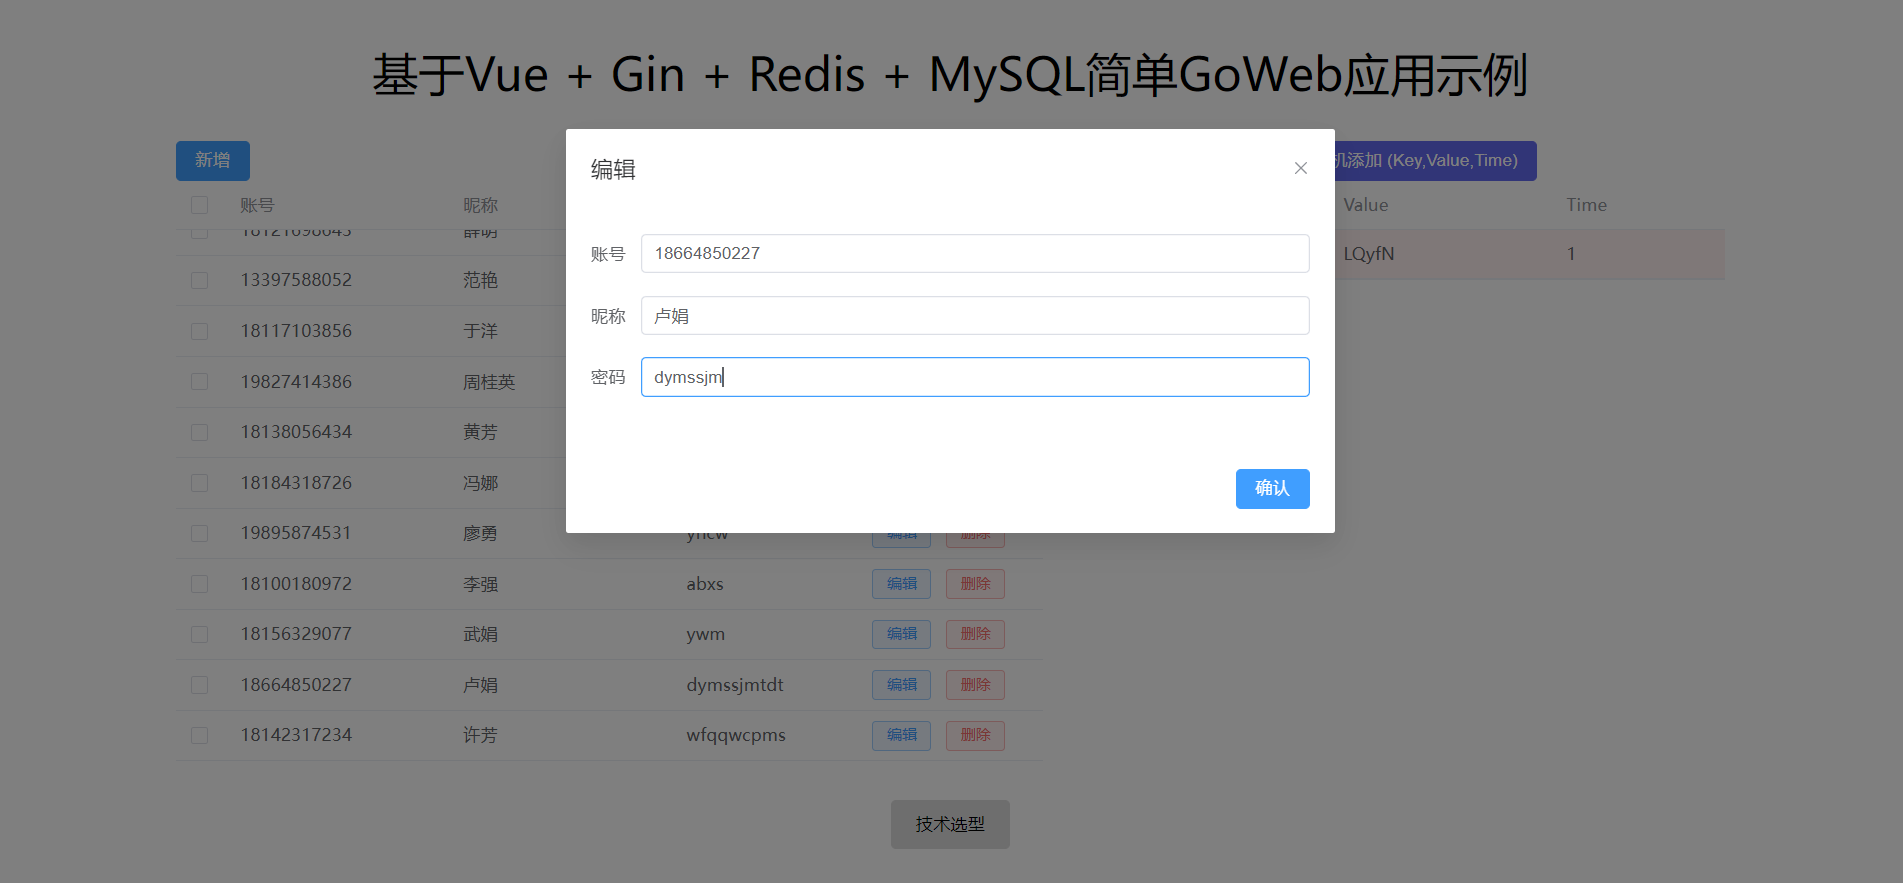 基于Vue + Gin + Redis + MySQL简单GoWeb应用示例
新增
机添加 (Key,Value,Time)
编辑
账号 昵称
Value Time
账号 18664850227
LQyfN 1
13397588052 范艳
昵称 卢娟
18117103856 于洋
密码 dymssjm
19827414386 周桂英
18138056434 黄芳
18184318726 冯娜
确认
19895874531 廖勇 yhcw 编辑 删除
18100180972 李强 abxs 编辑 删除
18156329077 武娟 ywm 编辑 删除
18664850227 卢娟 dymssjmtdt 编辑 删除
18142317234 许芳 wfqqwcpms 编辑 删除
技术选型